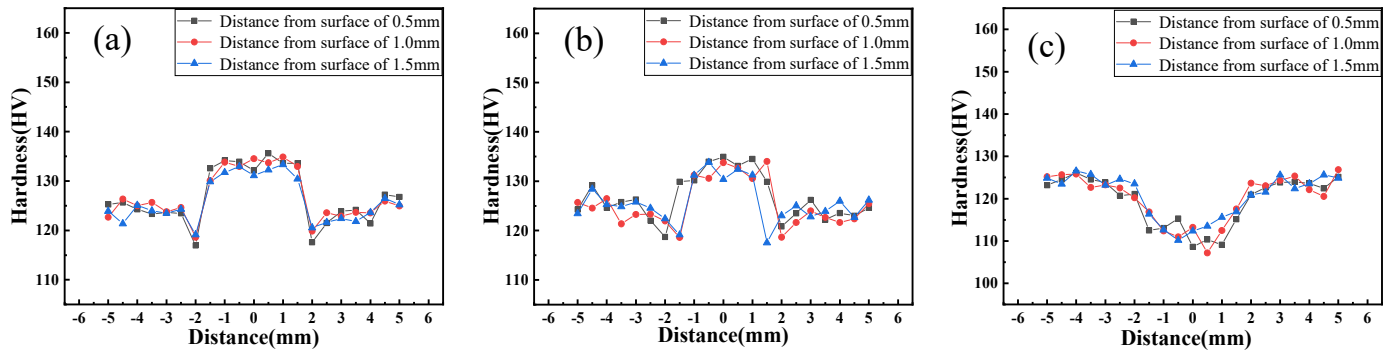 (a)
Distance from surface of 0.5mm
Distance from surface of 1.0mm
Distance from surface of 1.5mm
Hardness(HV)
160
150
140
130
120
110
-6 -5 -4 -3 -2 -1 0 1 2 3 4 5 6
Distance(mm)
(b)
Distance from surface of 0.5mm
Distance from surface of 1.0mm
Distance from surface of 1.5mm
Hardness(HV)
160
150
140
130
120
110
-6 -5 -4 -3 -2 -1 0 1 2 3 4 5 6
Distance(mm)
(c)
Distance from surface of 0.5mm
Distance from surface of 1.0mm
Distance from surface of 1.5mm
Hardness(HV)
160
150
140
130
120
110
100
-6 -5 -4 -3 -2 -1 0 1 2 3 4 5 6
Distance(mm)